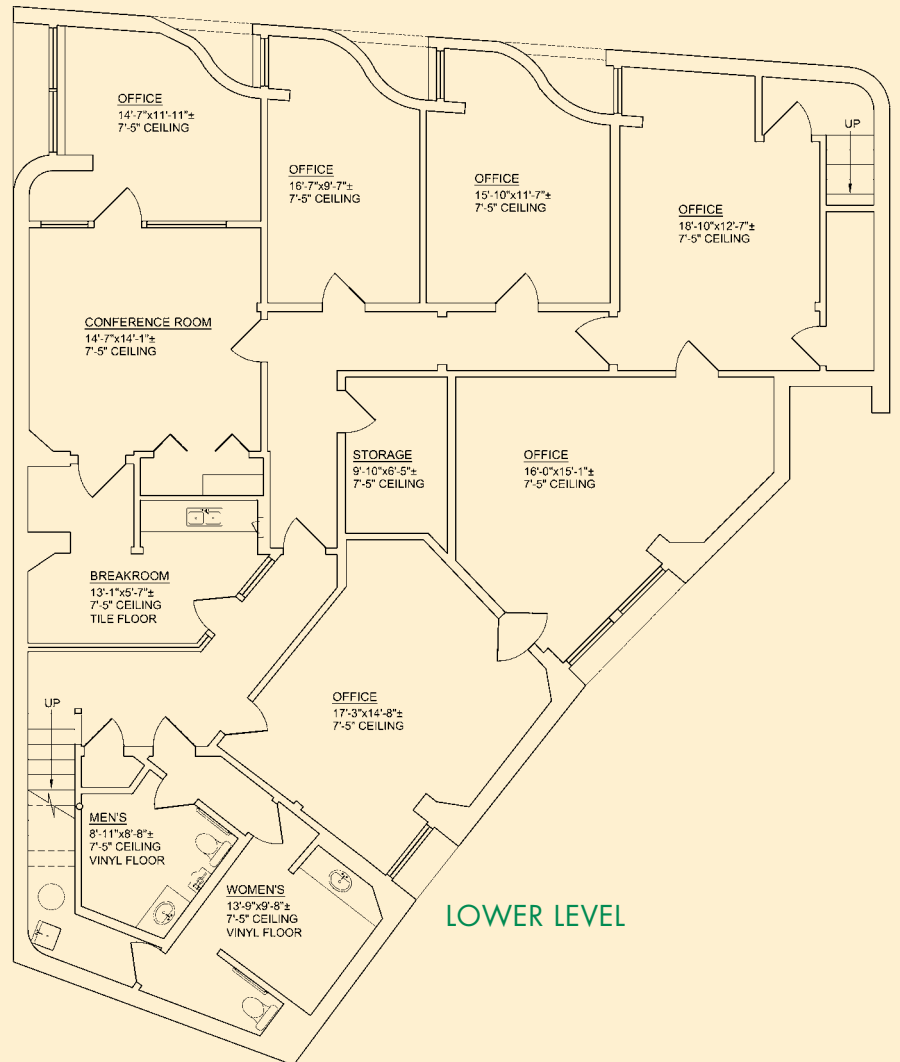 OFFICE
14'-7"x11'-11"±
7'-5" CEILING
OFFICE
16'-7"x9'-7"±
7'-5" CEILING
OFFICE
15'-10"x11'-7"±
7'-5" CEILING
OFFICE
18'-10"x12'-7"±
7'-5" CEILING
UP
CONFERENCE ROOM
14'-7"x14'-1"±
7'-5" CEILING
STORAGE
9'-10"x6'-5"±
7'-5" CEILING
OFFICE
16'-0"x15'-1"±
7'-5" CEILING
BREAKROOM
13'-1"x5'-7"±
7'-5" CEILING
TILE FLOOR
OFFICE
17'-3"x14'-8"±
7'-5" CEILING
UP
MEN'S
8'-11"x8'-8"±
7'-5" CEILING
VINYL FLOOR
WOMEN'S
13'-9"x9'-8"±
7'-5" CEILING
VINYL FLOOR
LOWER LEVEL